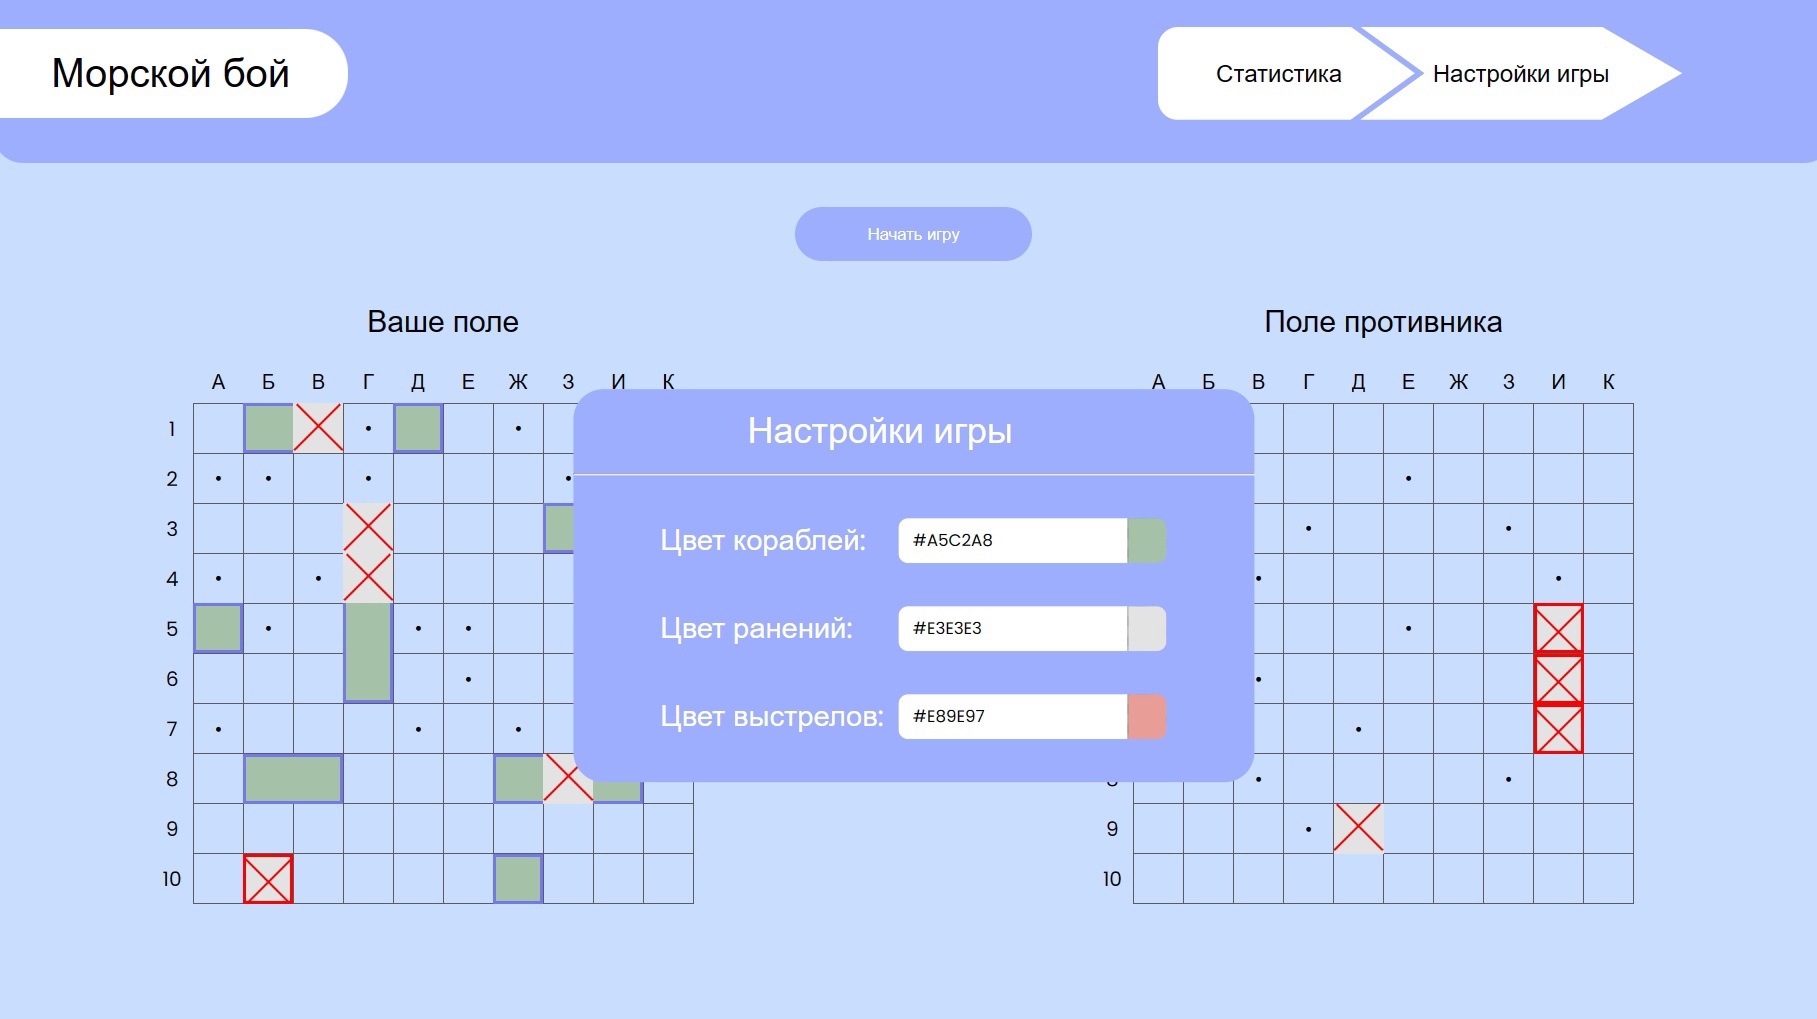 Морской бой
Статистика
Настройки игры
Начать игру
Ваше поле
Поле противника
А Б В Г Д Е Ж З И К
А Б В Г Д Е Ж З И К
1
2
3
4
5
6
7
8
9
10
Настройки игры
Цвет кораблей: #A5C2A8
Цвет ранений: #E3E3E3
Цвет выстрелов: #E89E97
8
9
10